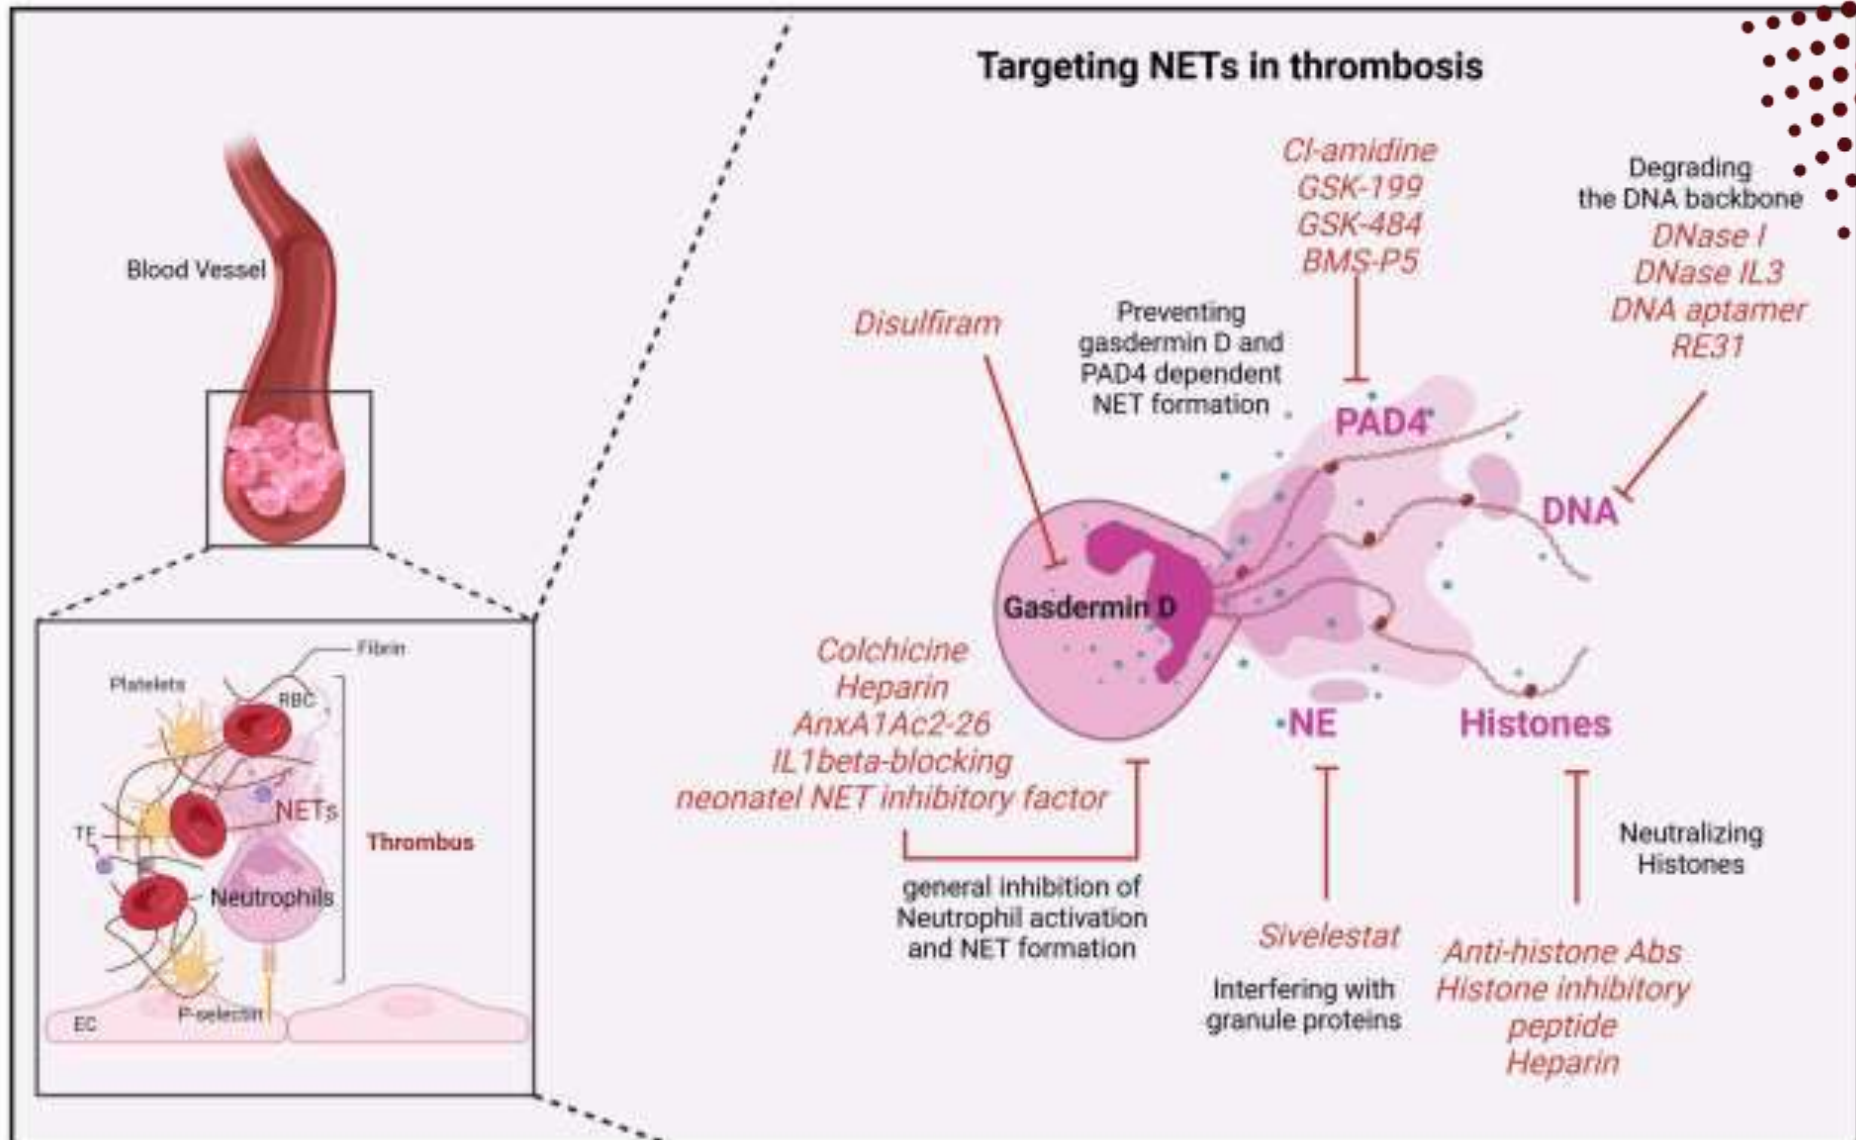 Targeting NETs in thrombosis
Blood Vessel
Fibrin
Platelets
RBC
NETs
TF
Thrombus
Neutrophils
P-selectin
EC
Cl-amidine
GSK-199
GSK-484
BMS-P5
Degrading
the DNA backbone
DNase I
DNase IL3
DNA aptamer
RE31
Disulfiram
Preventing
gasdermin D and
PAD4 dependent
NET formation
PAD4
DNA
Gasdermin D
Colchicine
Heparin
AnxA1Ac2-26
IL1beta-blocking
neonatel NET inhibitory factor
general inhibition of
Neutrophil activation
and NET formation
NE
Histones
Sivelestat
Interfering with
granule proteins
Neutralizing
Histones
Anti-histone Abs
Histone inhibitory
peptide
Heparin